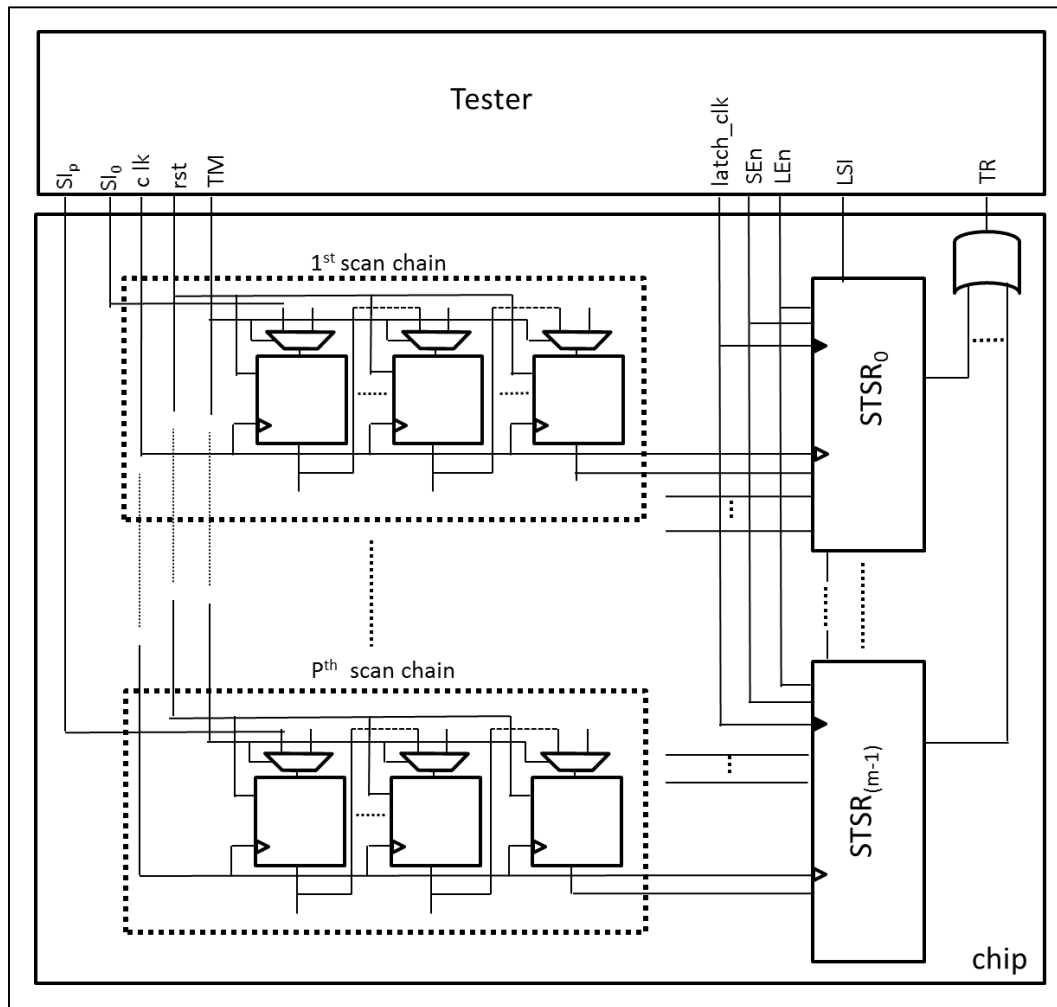 Tester
SIₚ
SI₀
c lk
rst
TM
latch_clk
SEn
LEn
LSI
TR
1ˢᵗ scan chain
STSR₀
Pᵗʰ scan chain
STSR₍ₘ₋₁₎
chip